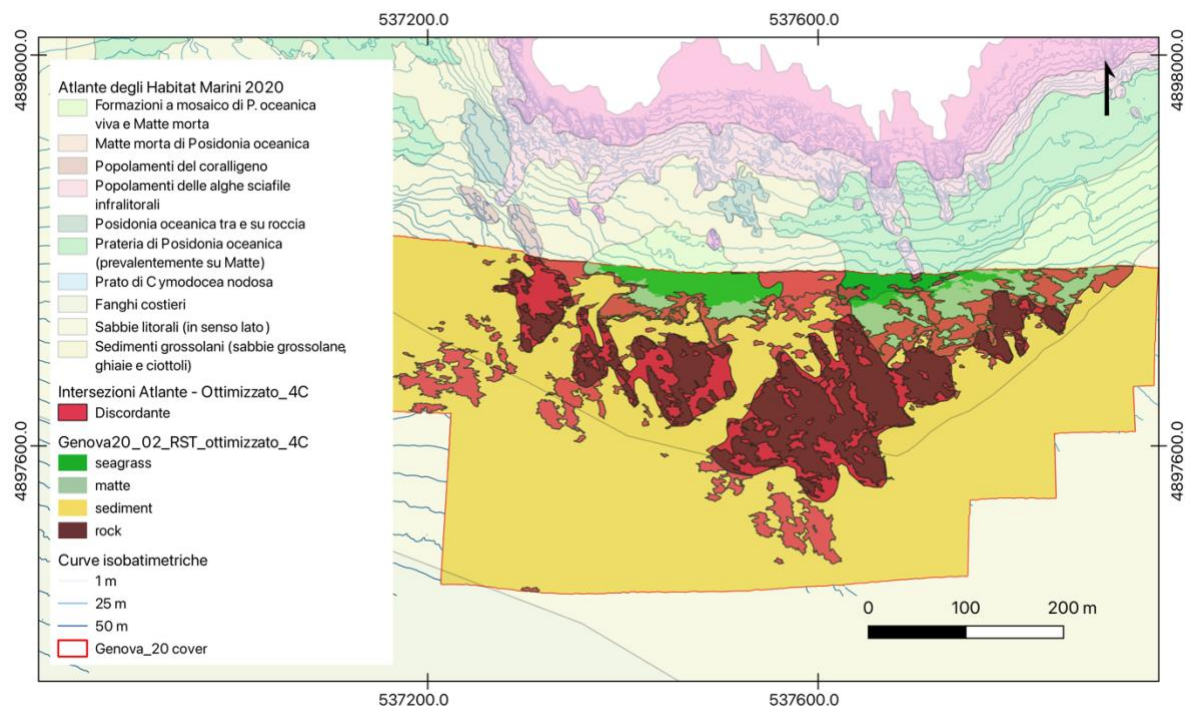 537200.0
537600.0
4898000.0
4898000.0
Atlante degli Habitat Marini 2020
Formazioni a mosaico di P. oceanica
viva e Matte morta
Matte morta di Posidonia oceanica
Popolamenti del coralligeno
Popolamenti delle alghe sciafile
infralitorali
Posidonia oceanica tra e su roccia
Prateria di Posidonia oceanica
(prevalentemente su Matte)
Prato di Cymodocea nodosa
Fanghi costieri
Sabbie litorali (in senso lato)
Sedimenti grossolani (sabbie grossolane,
ghiaie e ciottoli)
Intersezioni Atlante - Ottimizzato_4C
Discordante
Genova20_02_RST_ottimizzato_4C
seagrass
matte
sediment
rock
4897600.0
4897600.0
Curve isobatimetriche
1 m
25 m
50 m
Genova_20 cover
0 100 200 m
537200.0
537600.0